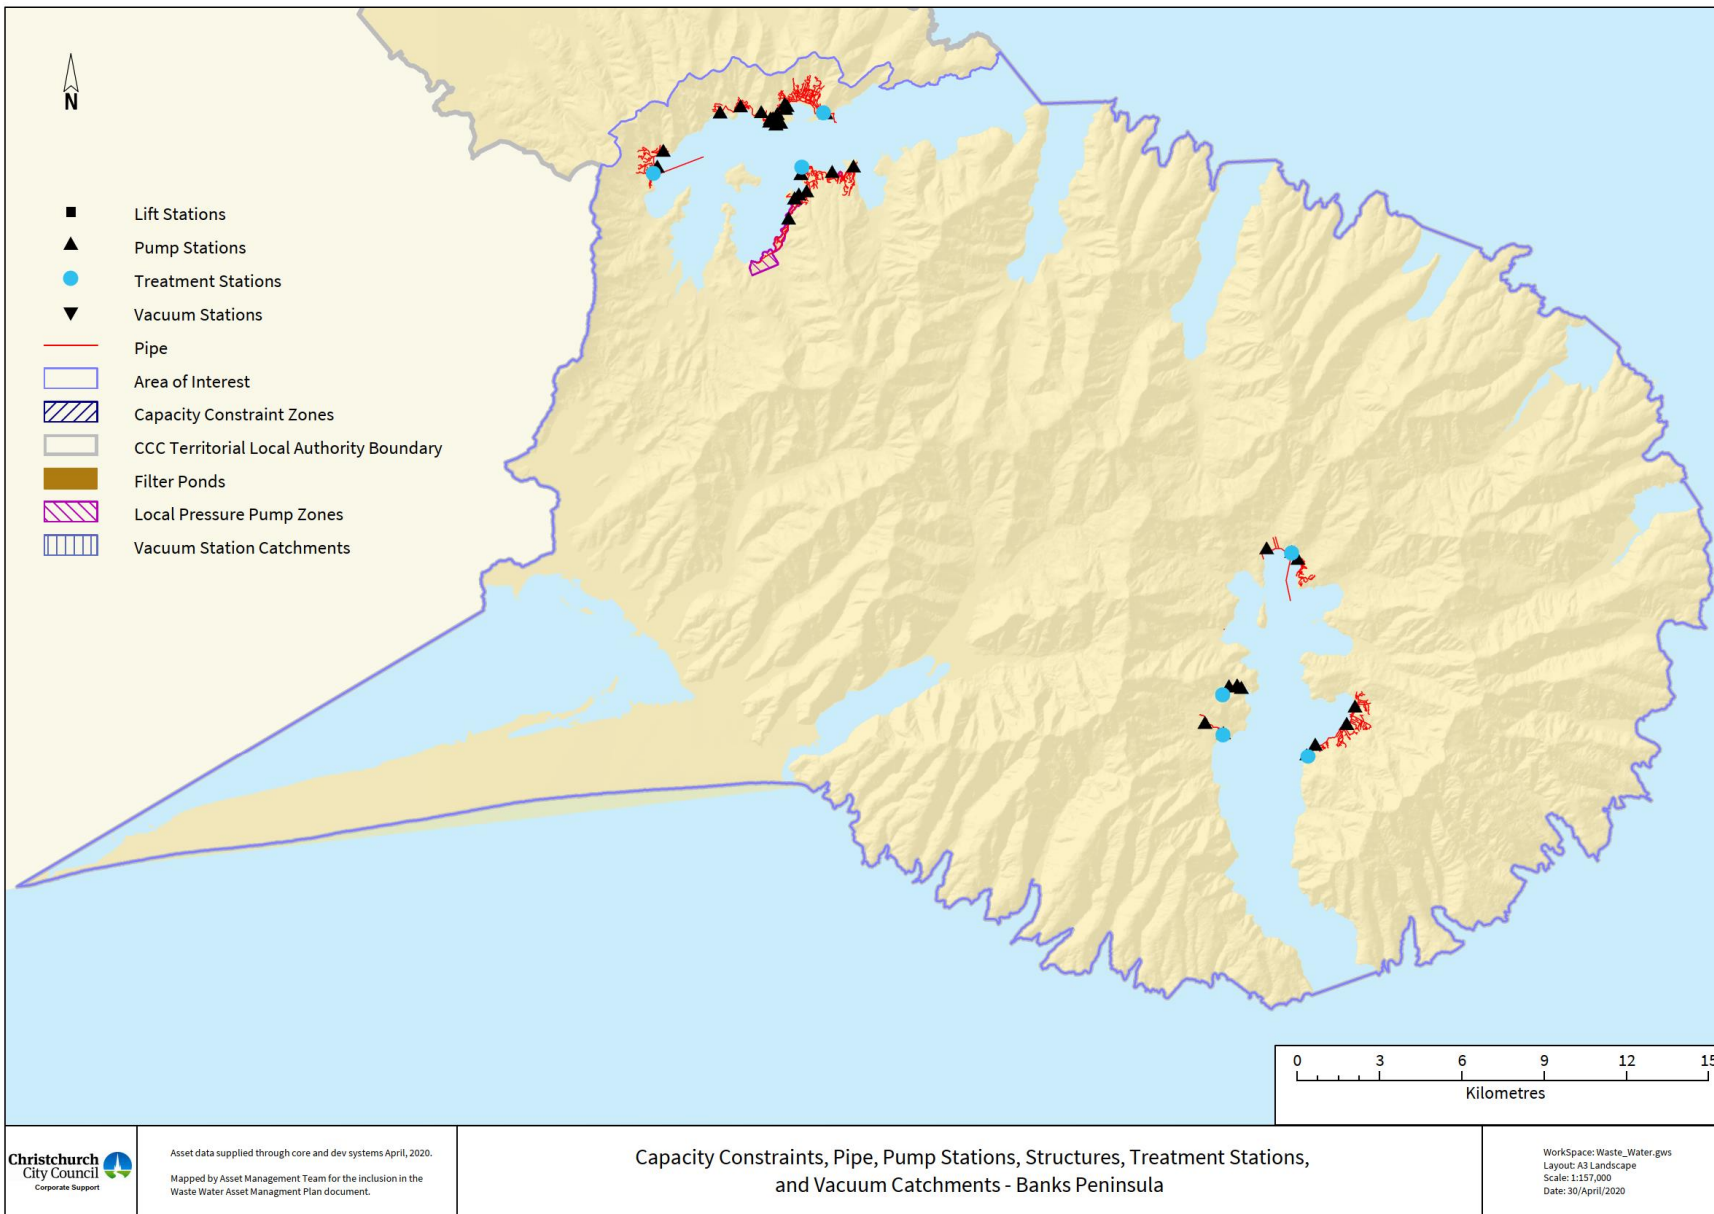 N
Lift Stations
Pump Stations
Treatment Stations
Vacuum Stations
Pipe
Area of Interest
Capacity Constraint Zones
CCC Territorial Local Authority Boundary
Filter Ponds
Local Pressure Pump Zones
Vacuum Station Catchments
0 3 6 9 12 15
Kilometres
Christchurch
City Council
Corporate Support
Asset data supplied through core and dev systems April, 2020.
Mapped by Asset Management Team for the inclusion in the
Waste Water Asset Managment Plan document.
Capacity Constraints, Pipe, Pump Stations, Structures, Treatment Stations,
and Vacuum Catchments - Banks Peninsula
WorkSpace: Waste_Water.gws
Layout: A3 Landscape
Scale: 1:157,000
Date: 30/April/2020